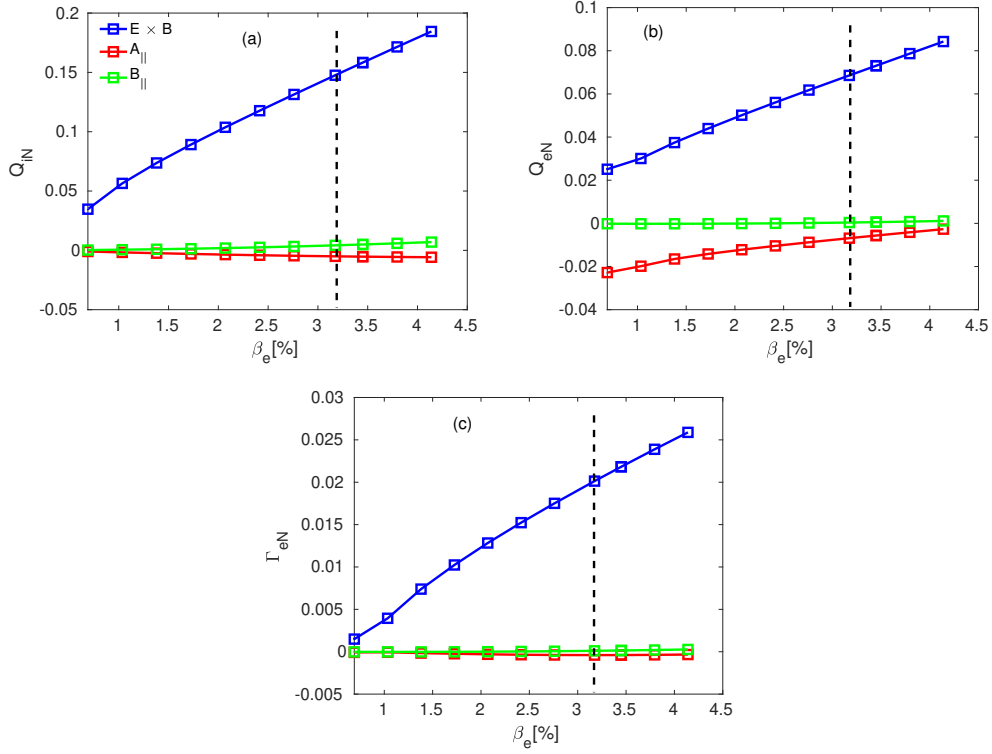 0.2
0.15
0.1
0.05
0
-0.05
Q_iN
E × B
A_||
B_||
(a)
1 1.5 2 2.5 3 3.5 4 4.5
β_e[%]
0.1
0.08
0.06
0.04
0.02
0
-0.02
-0.04
Q_eN
(b)
1 1.5 2 2.5 3 3.5 4 4.5
β_e[%]
0.03
0.025
0.02
0.015
0.01
0.005
0
-0.005
Γ_eN
(c)
1 1.5 2 2.5 3 3.5 4 4.5
β_e[%]